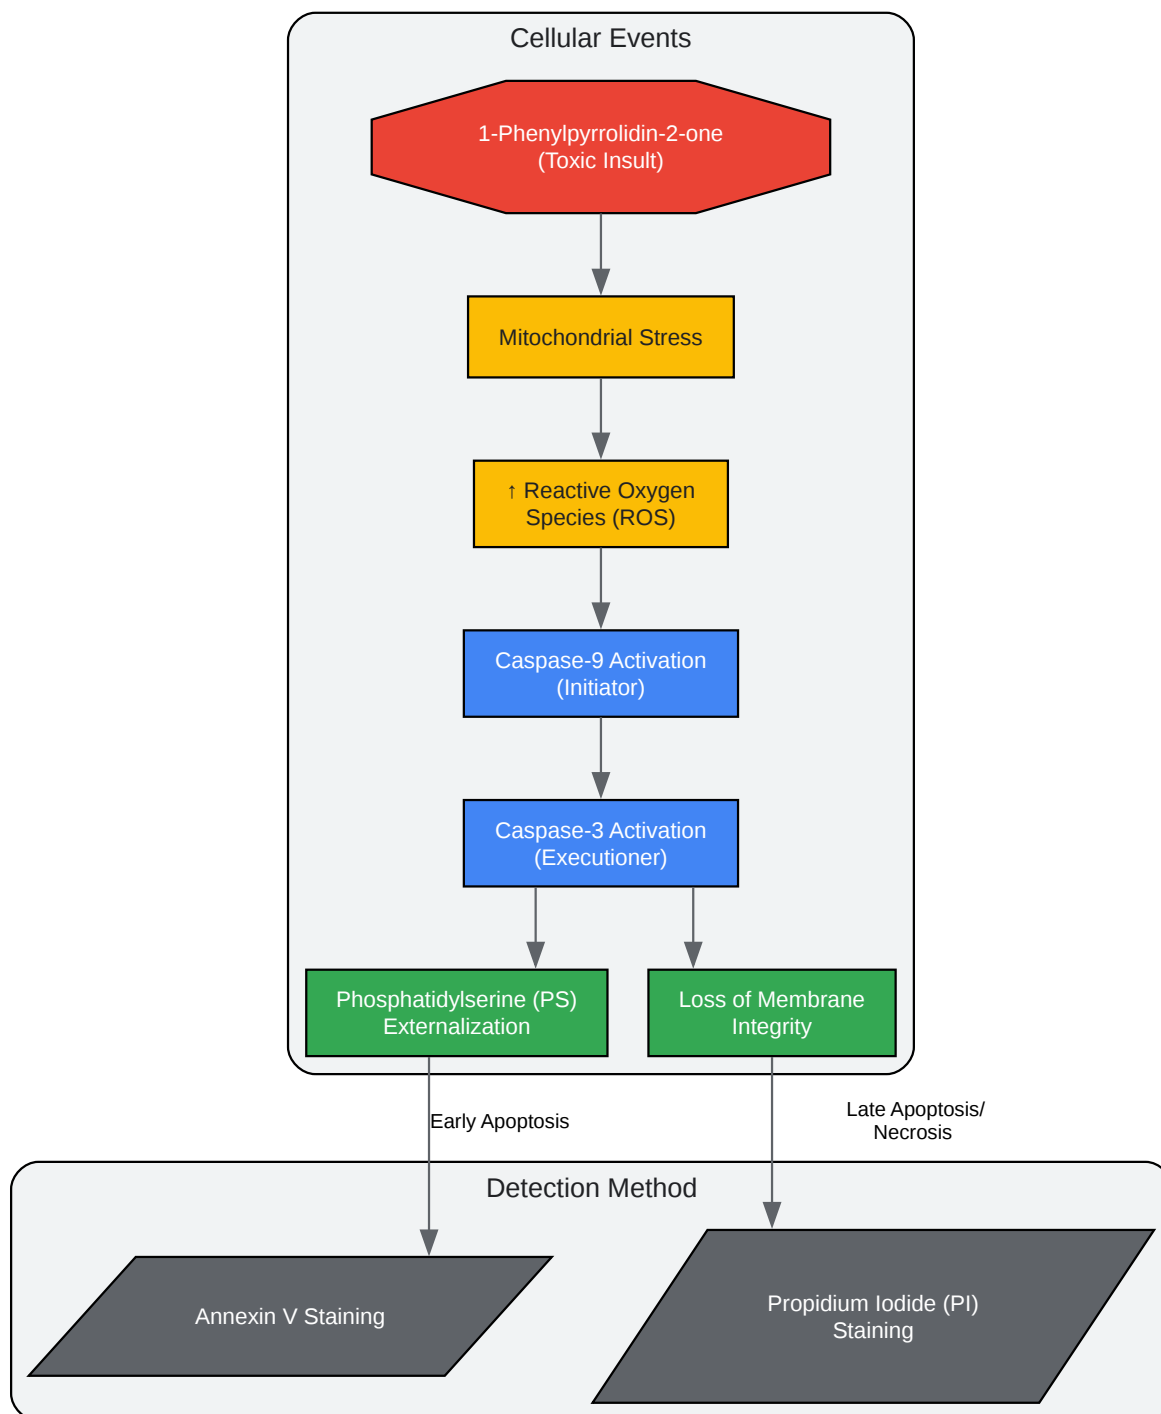 Cellular Events
1-Phenylpyrrolidin-2-one
(Toxic Insult)
Mitochondrial Stress
↑ Reactive Oxygen
Species (ROS)
Caspase-9 Activation
(Initiator)
Caspase-3 Activation
(Executioner)
Phosphatidylserine (PS)
Externalization
Loss of Membrane
Integrity
Early Apoptosis
Late Apoptosis/
Necrosis
Detection Method
Annexin V Staining
Propidium Iodide (PI)
Staining